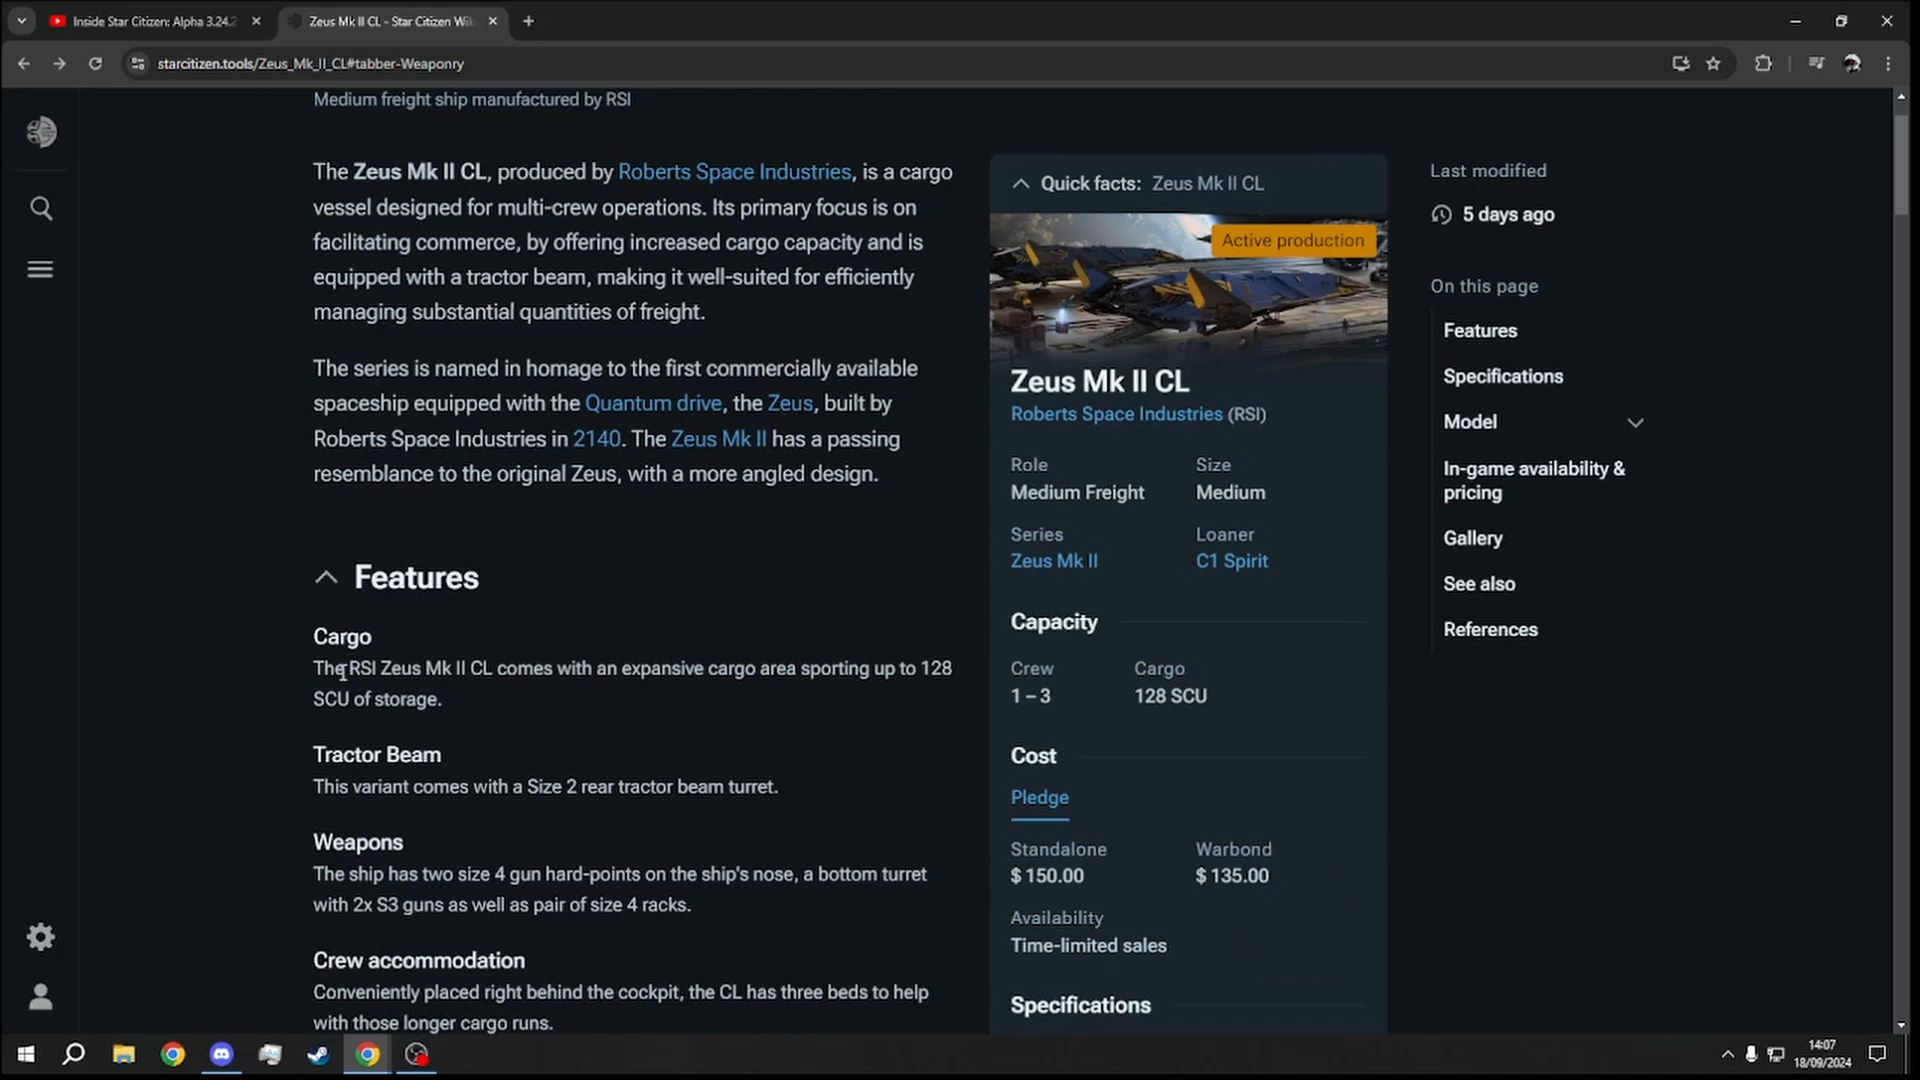 Inside Star Citizen: Alpha 3.24.2
Zeus Mk II CL - Star Citizen Wik
starcitizen.tools/Zeus_Mk_II_CL#tabber-Weaponry
Medium freight ship manufactured by RSI
The Zeus Mk II CL, produced by Roberts Space Industries, is a cargo
vessel designed for multi-crew operations. Its primary focus is on
facilitating commerce, by offering increased cargo capacity and is
equipped with a tractor beam, making it well-suited for efficiently
managing substantial quantities of freight.
The series is named in homage to the first commercially available
spaceship equipped with the Quantum drive, the Zeus, built by
Roberts Space Industries in 2140. The Zeus Mk II has a passing
resemblance to the original Zeus, with a more angled design.
Features
Cargo
The RSI Zeus Mk II CL comes with an expansive cargo area sporting up to 128
SCU of storage.
Tractor Beam
This variant comes with a Size 2 rear tractor beam turret.
Weapons
The ship has two size 4 gun hard-points on the ship's nose, a bottom turret
with 2x S3 guns as well as pair of size 4 racks.
Crew accommodation
Conveniently placed right behind the cockpit, the CL has three beds to help
with those longer cargo runs.
Quick facts: Zeus Mk II CL
Active production
Zeus Mk II CL
Roberts Space Industries (RSI)
Role Size
Medium Freight Medium
Series Loaner
Zeus Mk II C1 Spirit
Capacity
Crew Cargo
1 – 3 128 SCU
Cost
Pledge
Standalone Warbond
$ 150.00 $ 135.00
Availability
Time-limited sales
Specifications
Last modified
5 days ago
On this page
Features
Specifications
Model
In-game availability &
pricing
Gallery
See also
References
14:07
18/09/2024